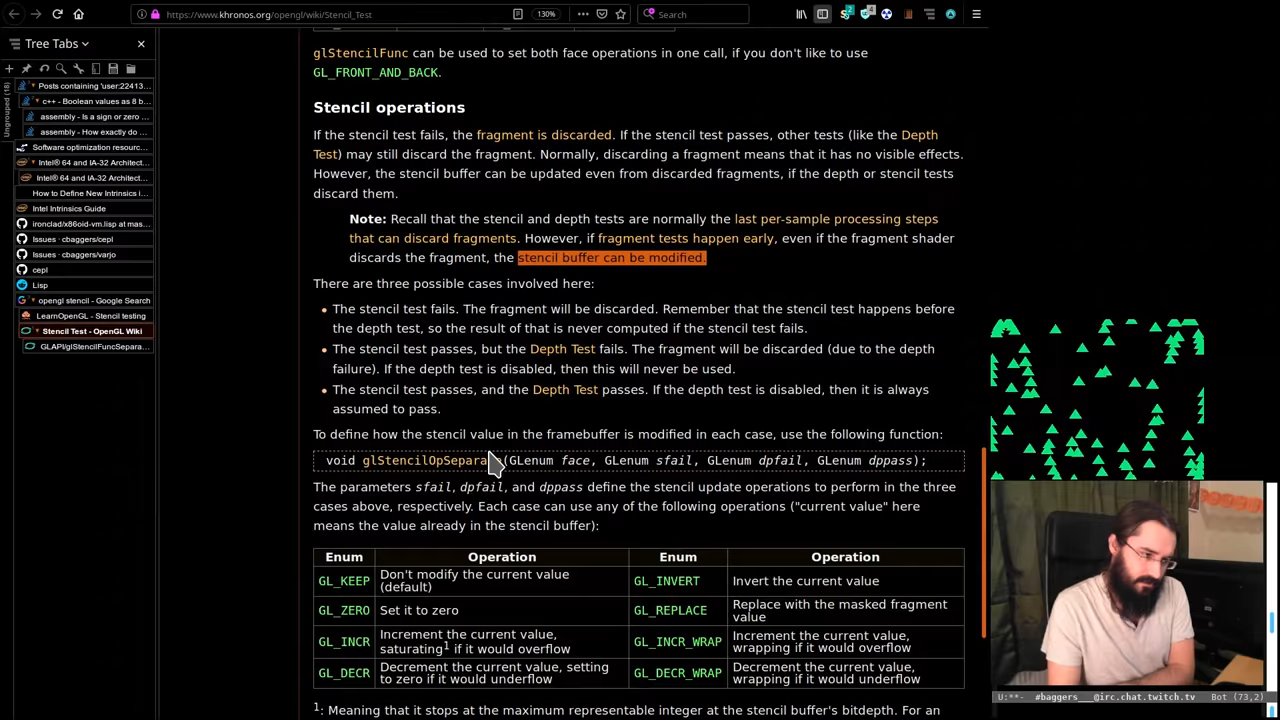 https://www.khronos.org/opengl/wiki/Stencil_Test
130%
Search
2
4
Tree Tabs
Ungrouped (18)
Posts containing 'user:22413...
c++ - Boolean values as 8 b...
assembly - Is a sign or zero ...
assembly - How exactly do ...
Software optimization resourc...
Intel® 64 and IA-32 Architect...
Intel® 64 and IA-32 Architect...
How to Define New Intrinsics i...
Intel Intrinsics Guide
ironclad/x86oid-vm.lisp at mas...
Issues · cbaggers/cepl
Issues · cbaggers/varjo
cepl
Lisp
opengl stencil - Google Search
LearnOpenGL - Stencil testing
Stencil Test - OpenGL Wiki
GLAPI/glStencilFuncSepara...
glStencilFunc can be used to set both face operations in one call, if you don't like to use
GL_FRONT_AND_BACK.
Stencil operations
If the stencil test fails, the fragment is discarded. If the stencil test passes, other tests (like the Depth
Test) may still discard the fragment. Normally, discarding a fragment means that it has no visible effects.
However, the stencil buffer can be updated even from discarded fragments, if the depth or stencil tests
discard them.
Note: Recall that the stencil and depth tests are normally the last per-sample processing steps
that can discard fragments. However, if fragment tests happen early, even if the fragment shader
discards the fragment, the stencil buffer can be modified.
There are three possible cases involved here:
• The stencil test fails. The fragment will be discarded. Remember that the stencil test happens before
the depth test, so the result of that is never computed if the stencil test fails.
• The stencil test passes, but the Depth Test fails. The fragment will be discarded (due to the depth
failure). If the depth test is disabled, then this will never be used.
• The stencil test passes, and the Depth Test passes. If the depth test is disabled, then it is always
assumed to pass.
To define how the stencil value in the framebuffer is modified in each case, use the following function:
void glStencilOpSepara (GLenum face, GLenum sfail, GLenum dpfail, GLenum dppass);
The parameters sfail, dpfail, and dppass define the stencil update operations to perform in the three
cases above, respectively. Each case can use any of the following operations ("current value" here
means the value already in the stencil buffer):
Enum Operation Enum Operation
GL_KEEP Don't modify the current value (default) GL_INVERT Invert the current value
GL_ZERO Set it to zero GL_REPLACE Replace with the masked fragment value
GL_INCR Increment the current value, saturating1 if it would overflow GL_INCR_WRAP Increment the current value, wrapping if it would overflow
GL_DECR Decrement the current value, setting to zero if it would underflow GL_DECR_WRAP Decrement the current value, wrapping if it would underflow
1: Meaning that it stops at the maximum representable integer at the stencil buffer's bitdepth. For an
U:**- #baggers___@irc.chat.twitch.tv Bot (73,2)